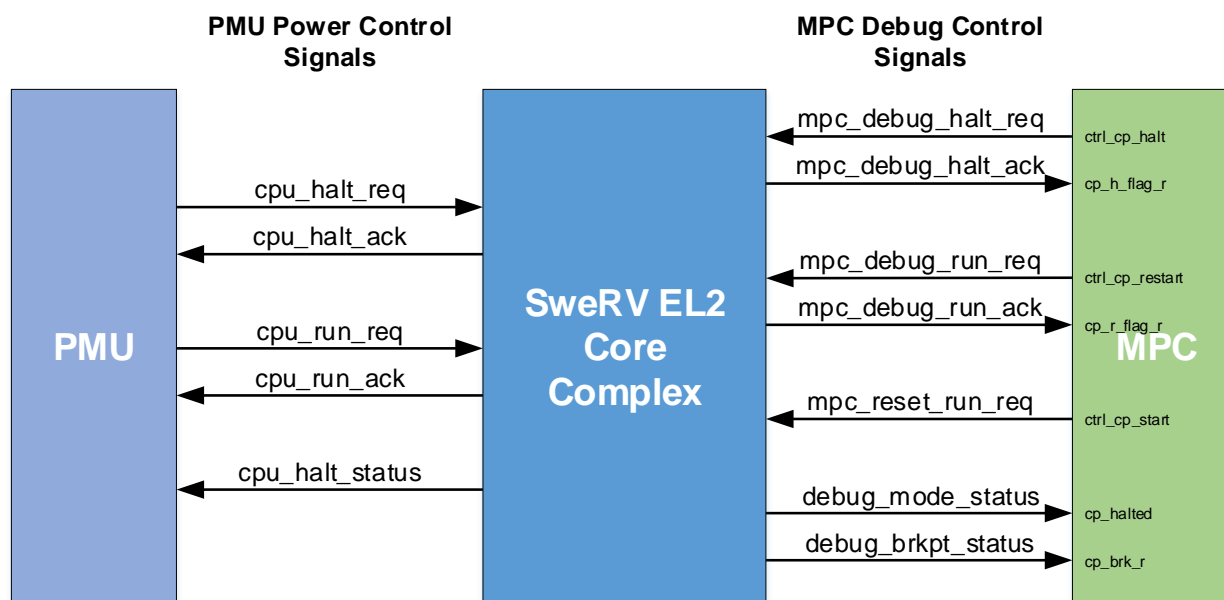 PMU Power Control
Signals
MPC Debug Control
Signals
PMU
cpu_halt_req
cpu_halt_ack
cpu_run_req
cpu_run_ack
cpu_halt_status
SweRV EL2
Core
Complex
mpc_debug_halt_req
mpc_debug_halt_ack
mpc_debug_run_req
mpc_debug_run_ack
mpc_reset_run_req
debug_mode_status
debug_brkpt_status
ctrl_cp_halt
cp_h_flag_r
ctrl_cp_restart
cp_r_flag_r
MPC
ctrl_cp_start
cp_halted
cp_brk_r